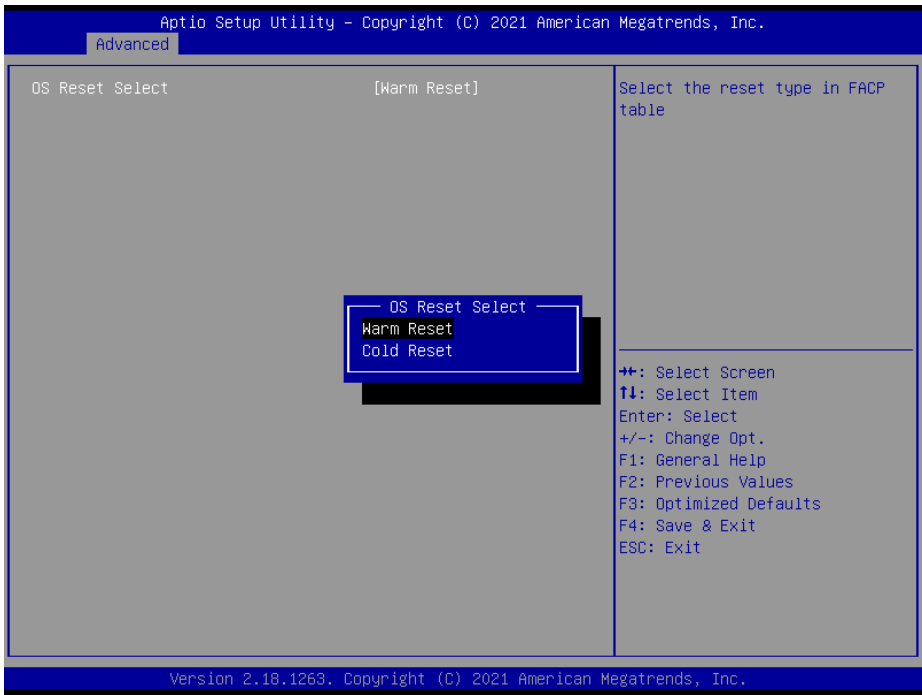 Aptio Setup Utility – Copyright (C) 2021 American Megatrends, Inc.
Advanced
OS Reset Select [Warm Reset]
Select the reset type in FACP
table
OS Reset Select
Warm Reset
Cold Reset
→←: Select Screen
↑↓: Select Item
Enter: Select
+/-: Change Opt.
F1: General Help
F2: Previous Values
F3: Optimized Defaults
F4: Save & Exit
ESC: Exit
Version 2.18.1263. Copyright (C) 2021 American Megatrends, Inc.